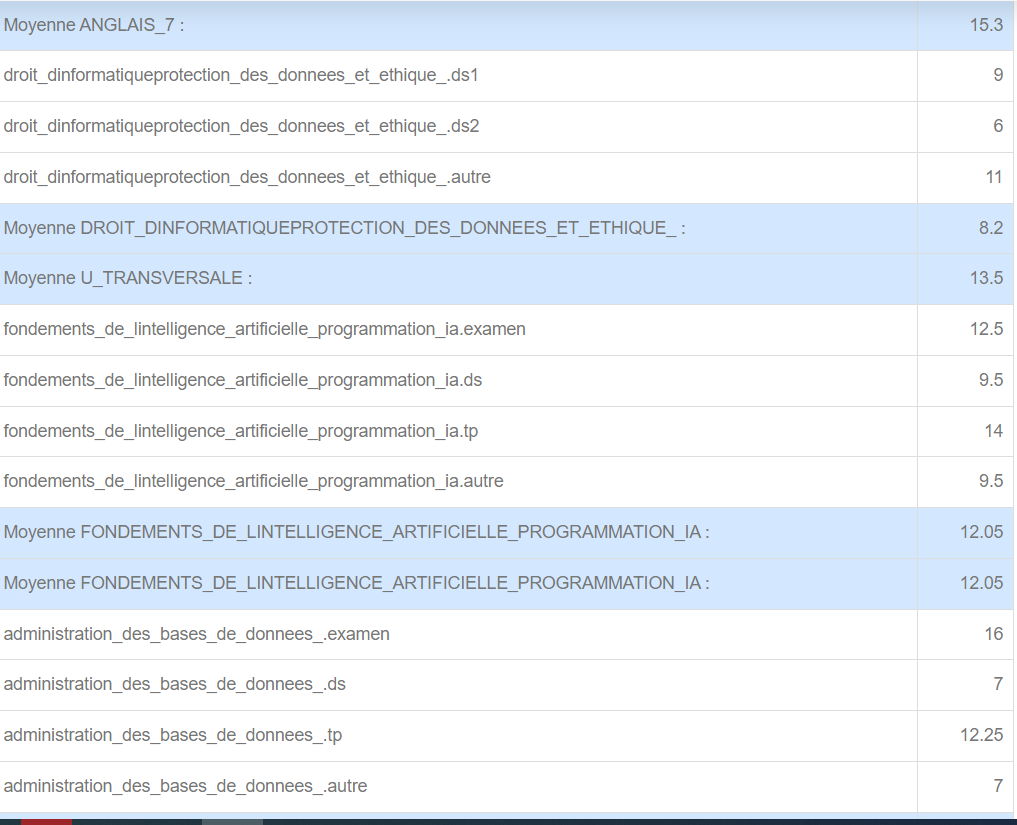 Moyenne ANGLAIS_7 : 15.3
droit_dinformatiqueprotection_des_donnees_et_ethique_.ds1 9
droit_dinformatiqueprotection_des_donnees_et_ethique_.ds2 6
droit_dinformatiqueprotection_des_donnees_et_ethique_.autre 11
Moyenne DROIT_DINFORMATIQUEPROTECTION_DES_DONNEES_ET_ETHIQUE_ : 8.2
Moyenne U_TRANSVERSALE : 13.5
fondements_de_lintelligence_artificielle_programmation_ia.examen 12.5
fondements_de_lintelligence_artificielle_programmation_ia.ds 9.5
fondements_de_lintelligence_artificielle_programmation_ia.tp 14
fondements_de_lintelligence_artificielle_programmation_ia.autre 9.5
Moyenne FONDEMENTS_DE_LINTELLIGENCE_ARTIFICIELLE_PROGRAMMATION_IA : 12.05
Moyenne FONDEMENTS_DE_LINTELLIGENCE_ARTIFICIELLE_PROGRAMMATION_IA : 12.05
administration_des_bases_de_donnees_.examen 16
administration_des_bases_de_donnees_.ds 7
administration_des_bases_de_donnees_.tp 12.25
administration_des_bases_de_donnees_.autre 7